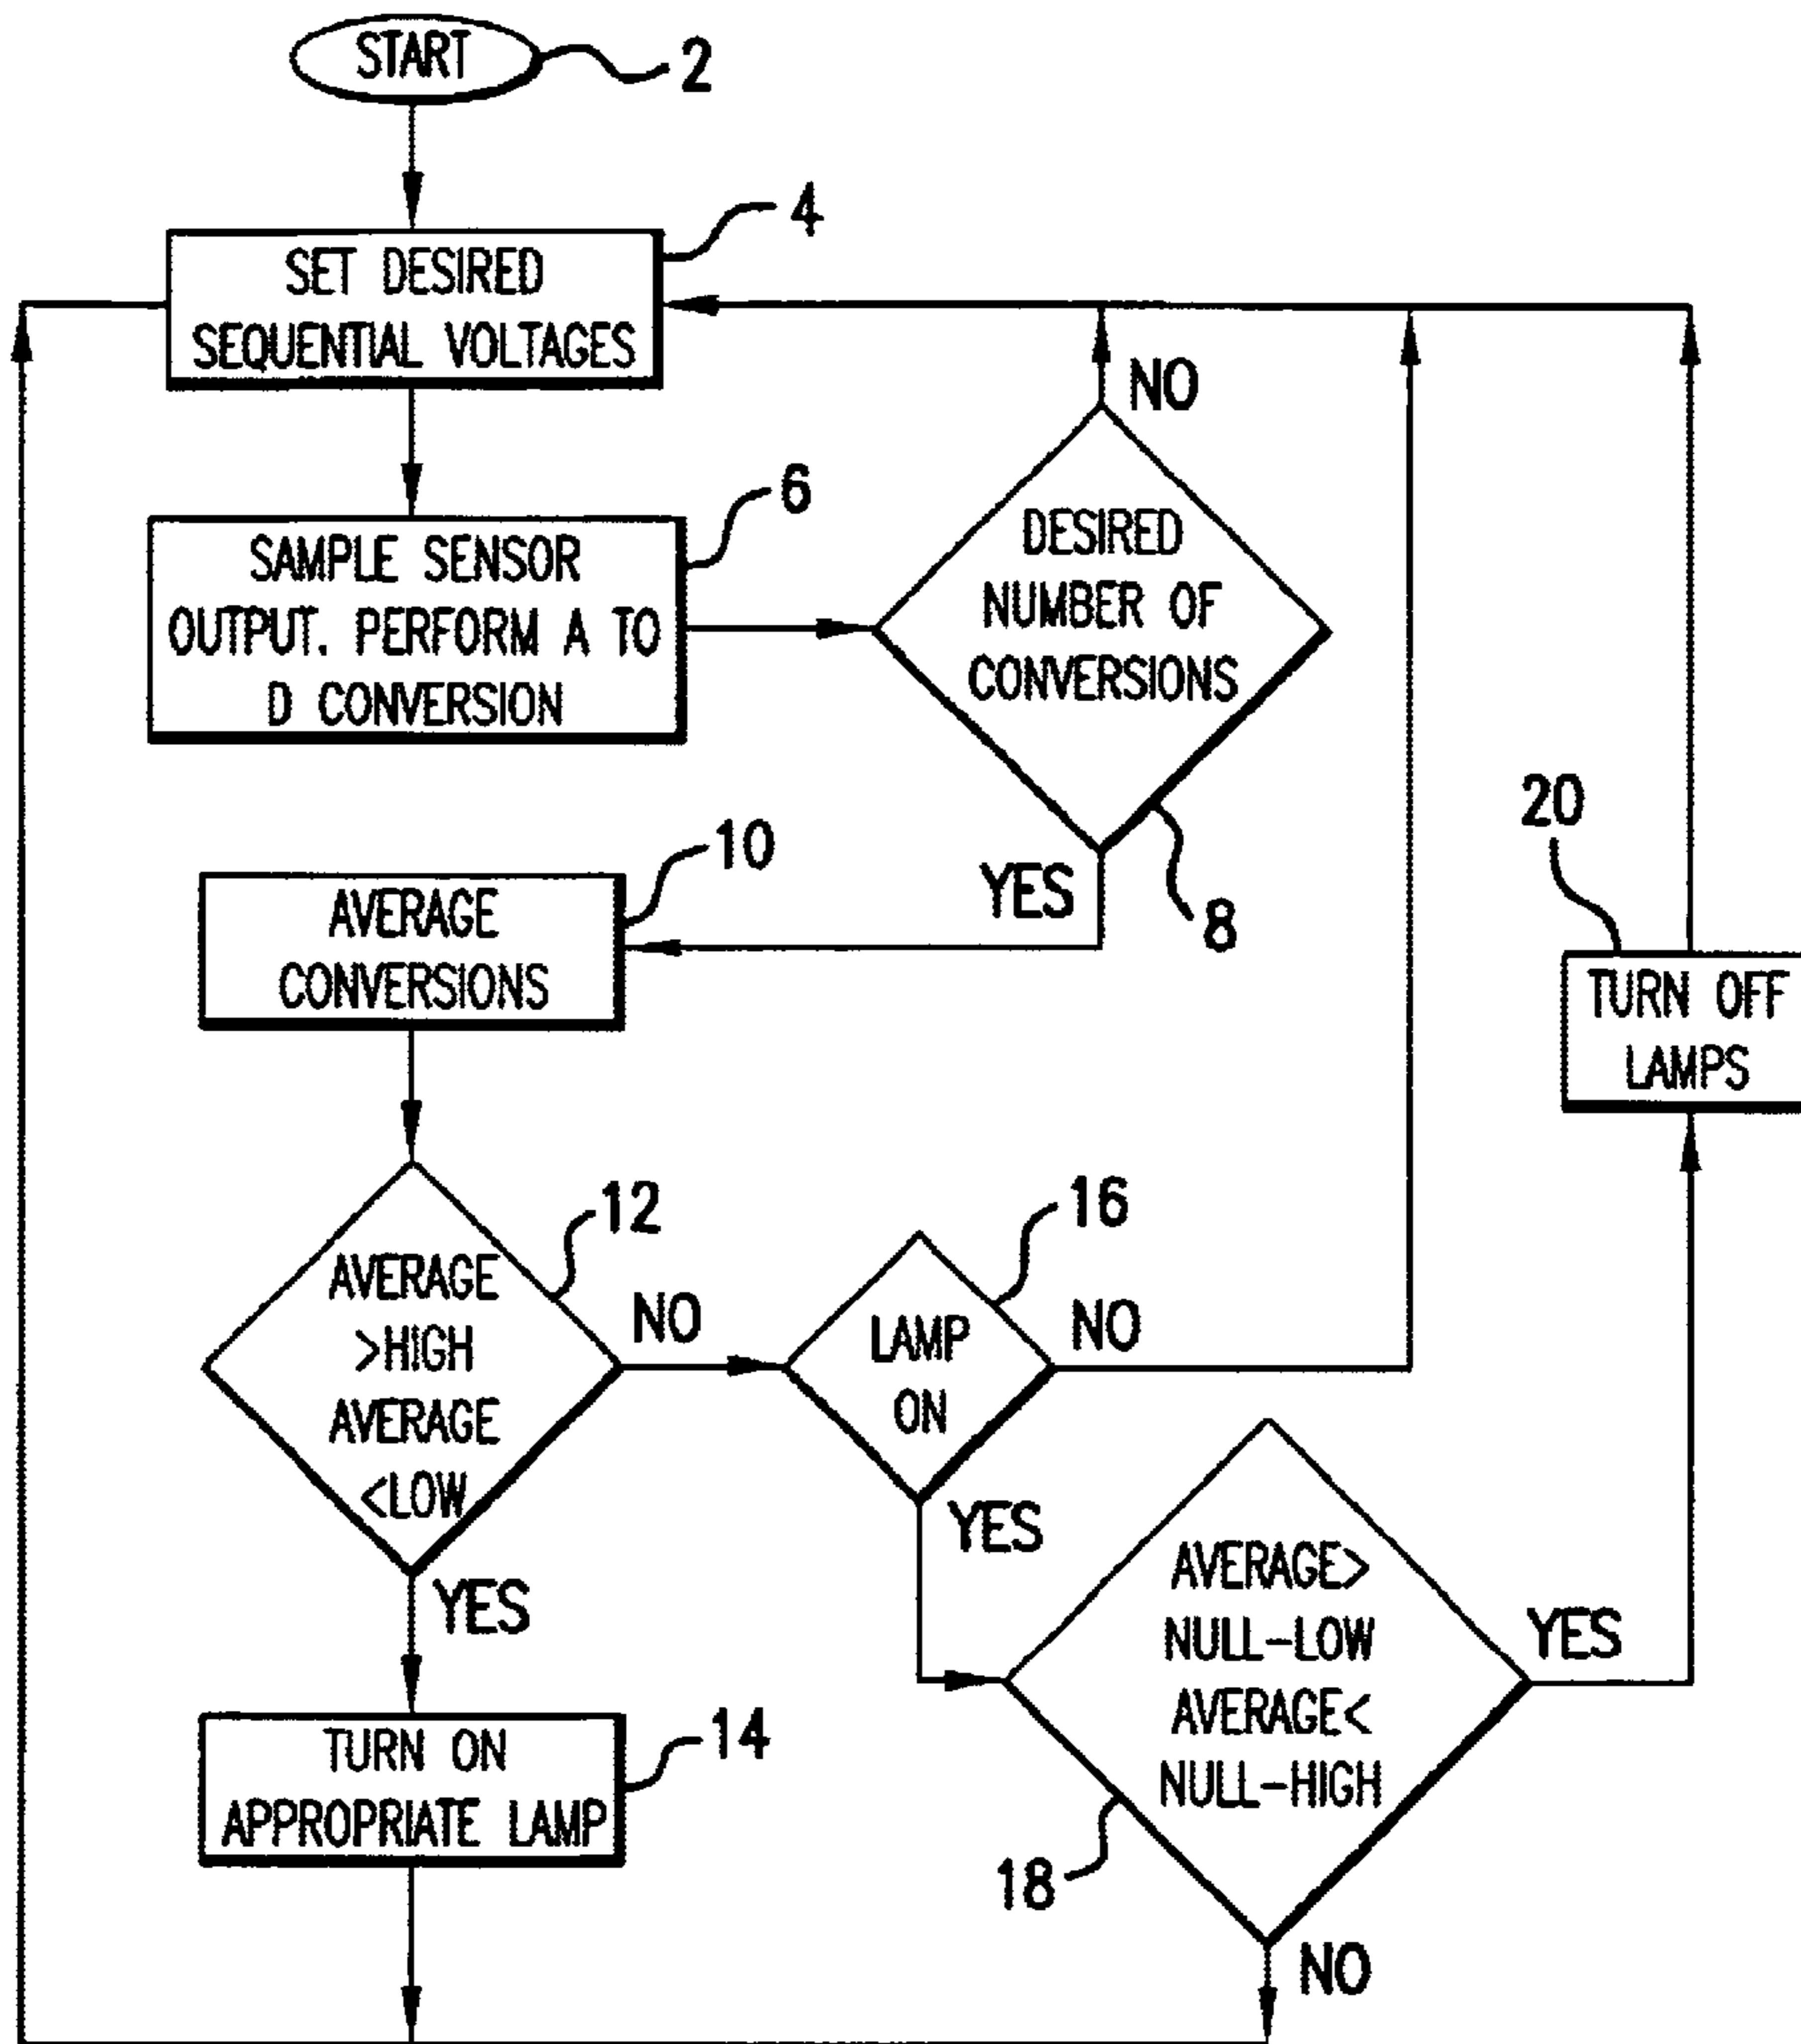 START
2
SET DESIRED
SEQUENTIAL VOLTAGES
4
SAMPLE SENSOR
OUTPUT. PERFORM A TO
D CONVERSION
6
DESIRED
NUMBER OF
CONVERSIONS
8
NO
YES
AVERAGE
CONVERSIONS
10
AVERAGE
>HIGH
AVERAGE
<LOW
12
NO
YES
TURN ON
APPROPRIATE LAMP
14
LAMP
ON
16
NO
YES
AVERAGE>
NULL-LOW
AVERAGE<
NULL-HIGH
18
YES
NO
TURN OFF
LAMPS
20